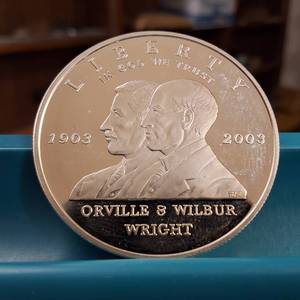 LIBERTY
IN GOD WE TRUST
1903 2003
ORVILLE & WILBUR
WRIGHT